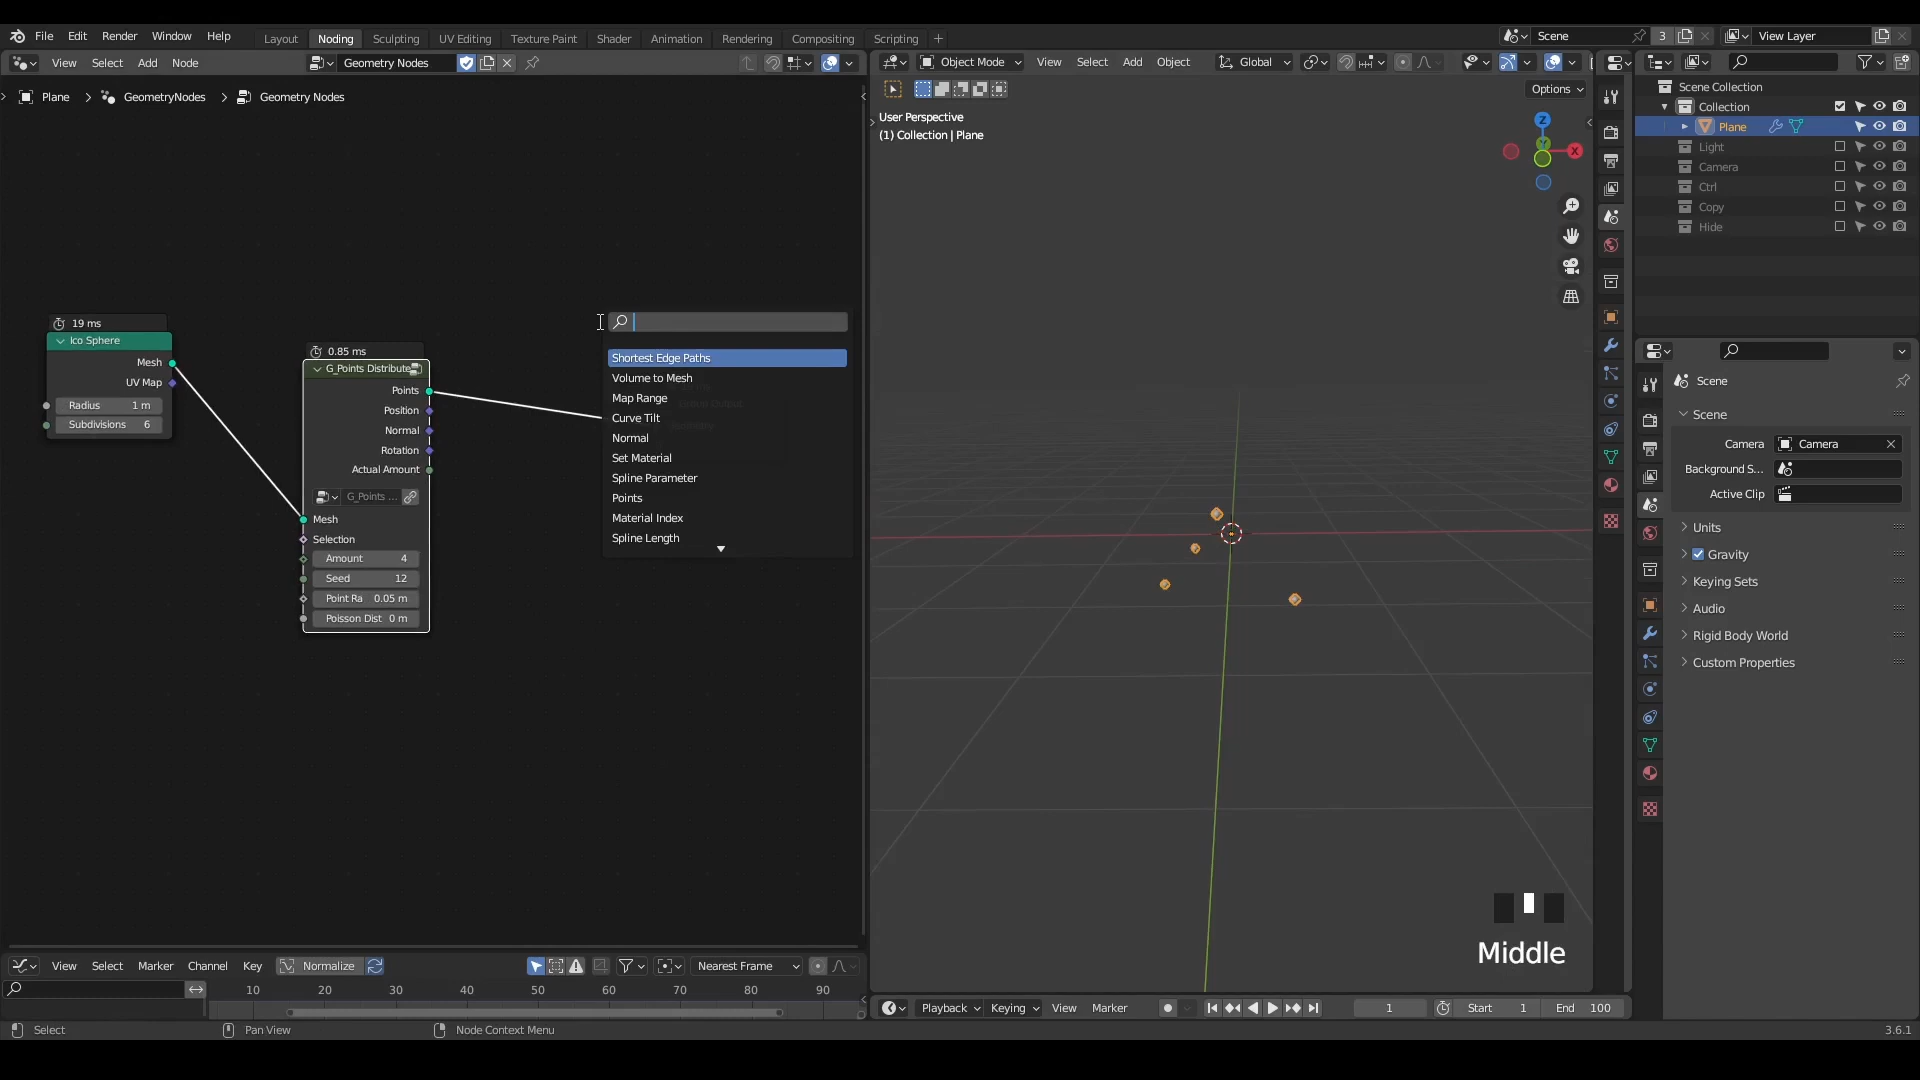 File Edit Render Window Help Layout Noding Sculpting UV Editing Texture Paint Shader Animation Rendering Compositing Scripting + Scene 3 View Layer
View Select Add Node Geometry Nodes Object Mode View Select Add Object Global
Options
Plane > GeometryNodes > Geometry Nodes
User Perspective
(1) Collection | Plane
Z
Y
X
19 ms
Ico Sphere
Mesh
UV Map
Radius 1 m
Subdivisions 6
0.85 ms
G_Points Distribute
Points
Position
Normal
Rotation
Actual Amount
G_Points ...
Mesh
Selection
Amount 4
Seed 12
Point Ra 0.05 m
Poisson Dist 0 m
Shortest Edge Paths
Volume to Mesh
Map Range
Curve Tilt
Normal
Set Material
Spline Parameter
Points
Material Index
Spline Length
Middle
Scene Collection
Collection
Plane
Light
Camera
Ctrl
Copy
Hide
Scene
Scene
Camera Camera
Background S...
Active Clip
Units
Gravity
Keying Sets
Audio
Rigid Body World
Custom Properties
View Select Marker Channel Key Normalize Nearest Frame
10 20 30 40 50 60 70 80 90
Playback Keying View Marker 1 Start 1 End 100
Select Pan View Node Context Menu 3.6.1